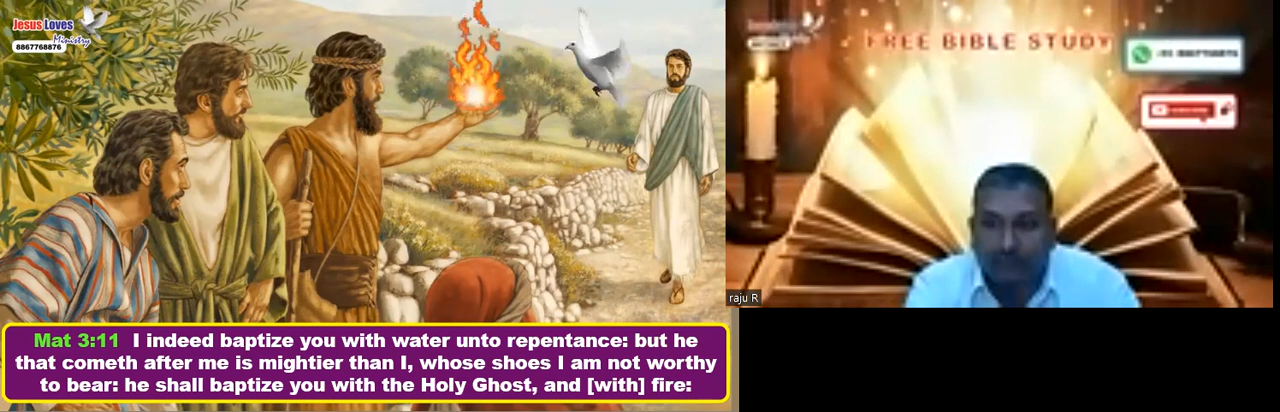 Jesus Loves
Ministry
8867768876
Mat 3:11 I indeed baptize you with water unto repentance: but he
that cometh after me is mightier than I, whose shoes I am not worthy
to bear: he shall baptize you with the Holy Ghost, and [with] fire:
FREE BIBLE STUDY
raju R